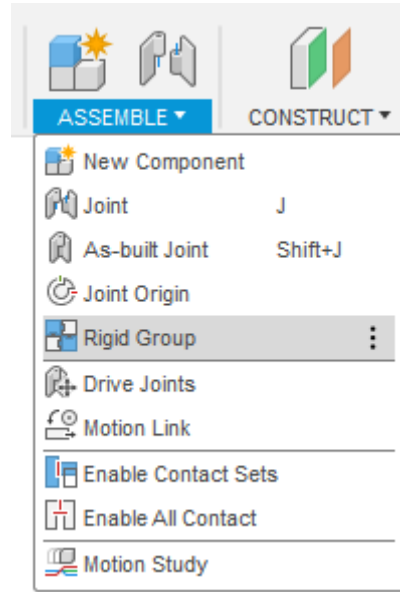 ASSEMBLE ▼ CONSTRUCT ▼
New Component
Joint J
As-built Joint Shift+J
Joint Origin
Rigid Group
Drive Joints
Motion Link
Enable Contact Sets
Enable All Contact
Motion Study